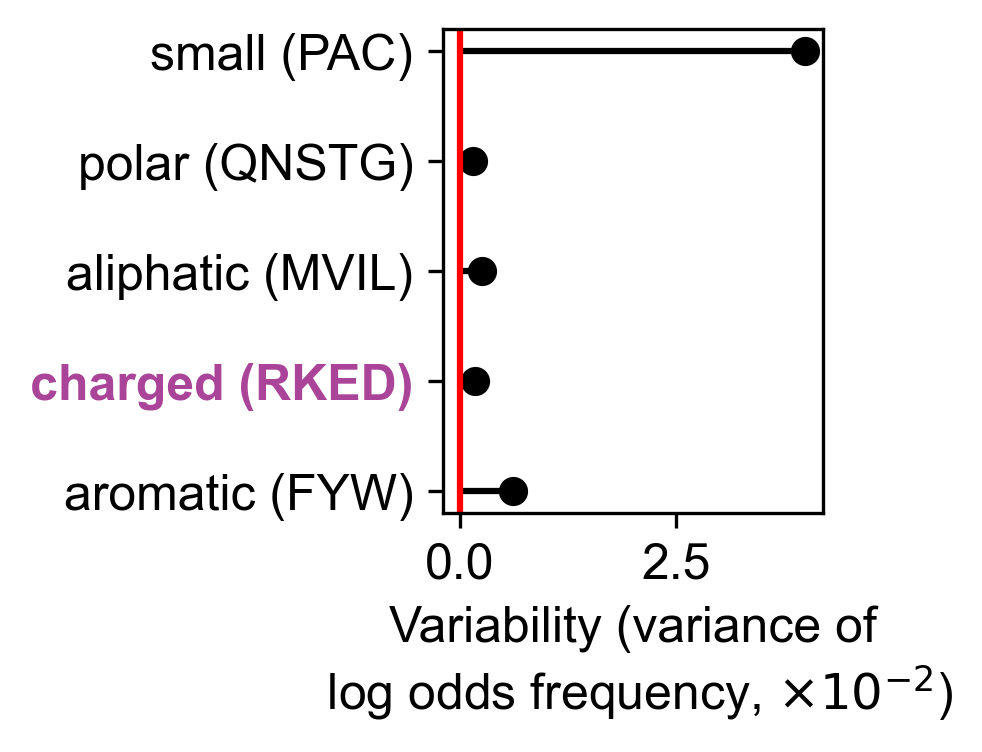 small (PAC)
polar (QNSTG)
aliphatic (MVIL)
charged (RKED)
aromatic (FYW)
0.0 2.5
Variability (variance of
log odds frequency, ×10⁻²)